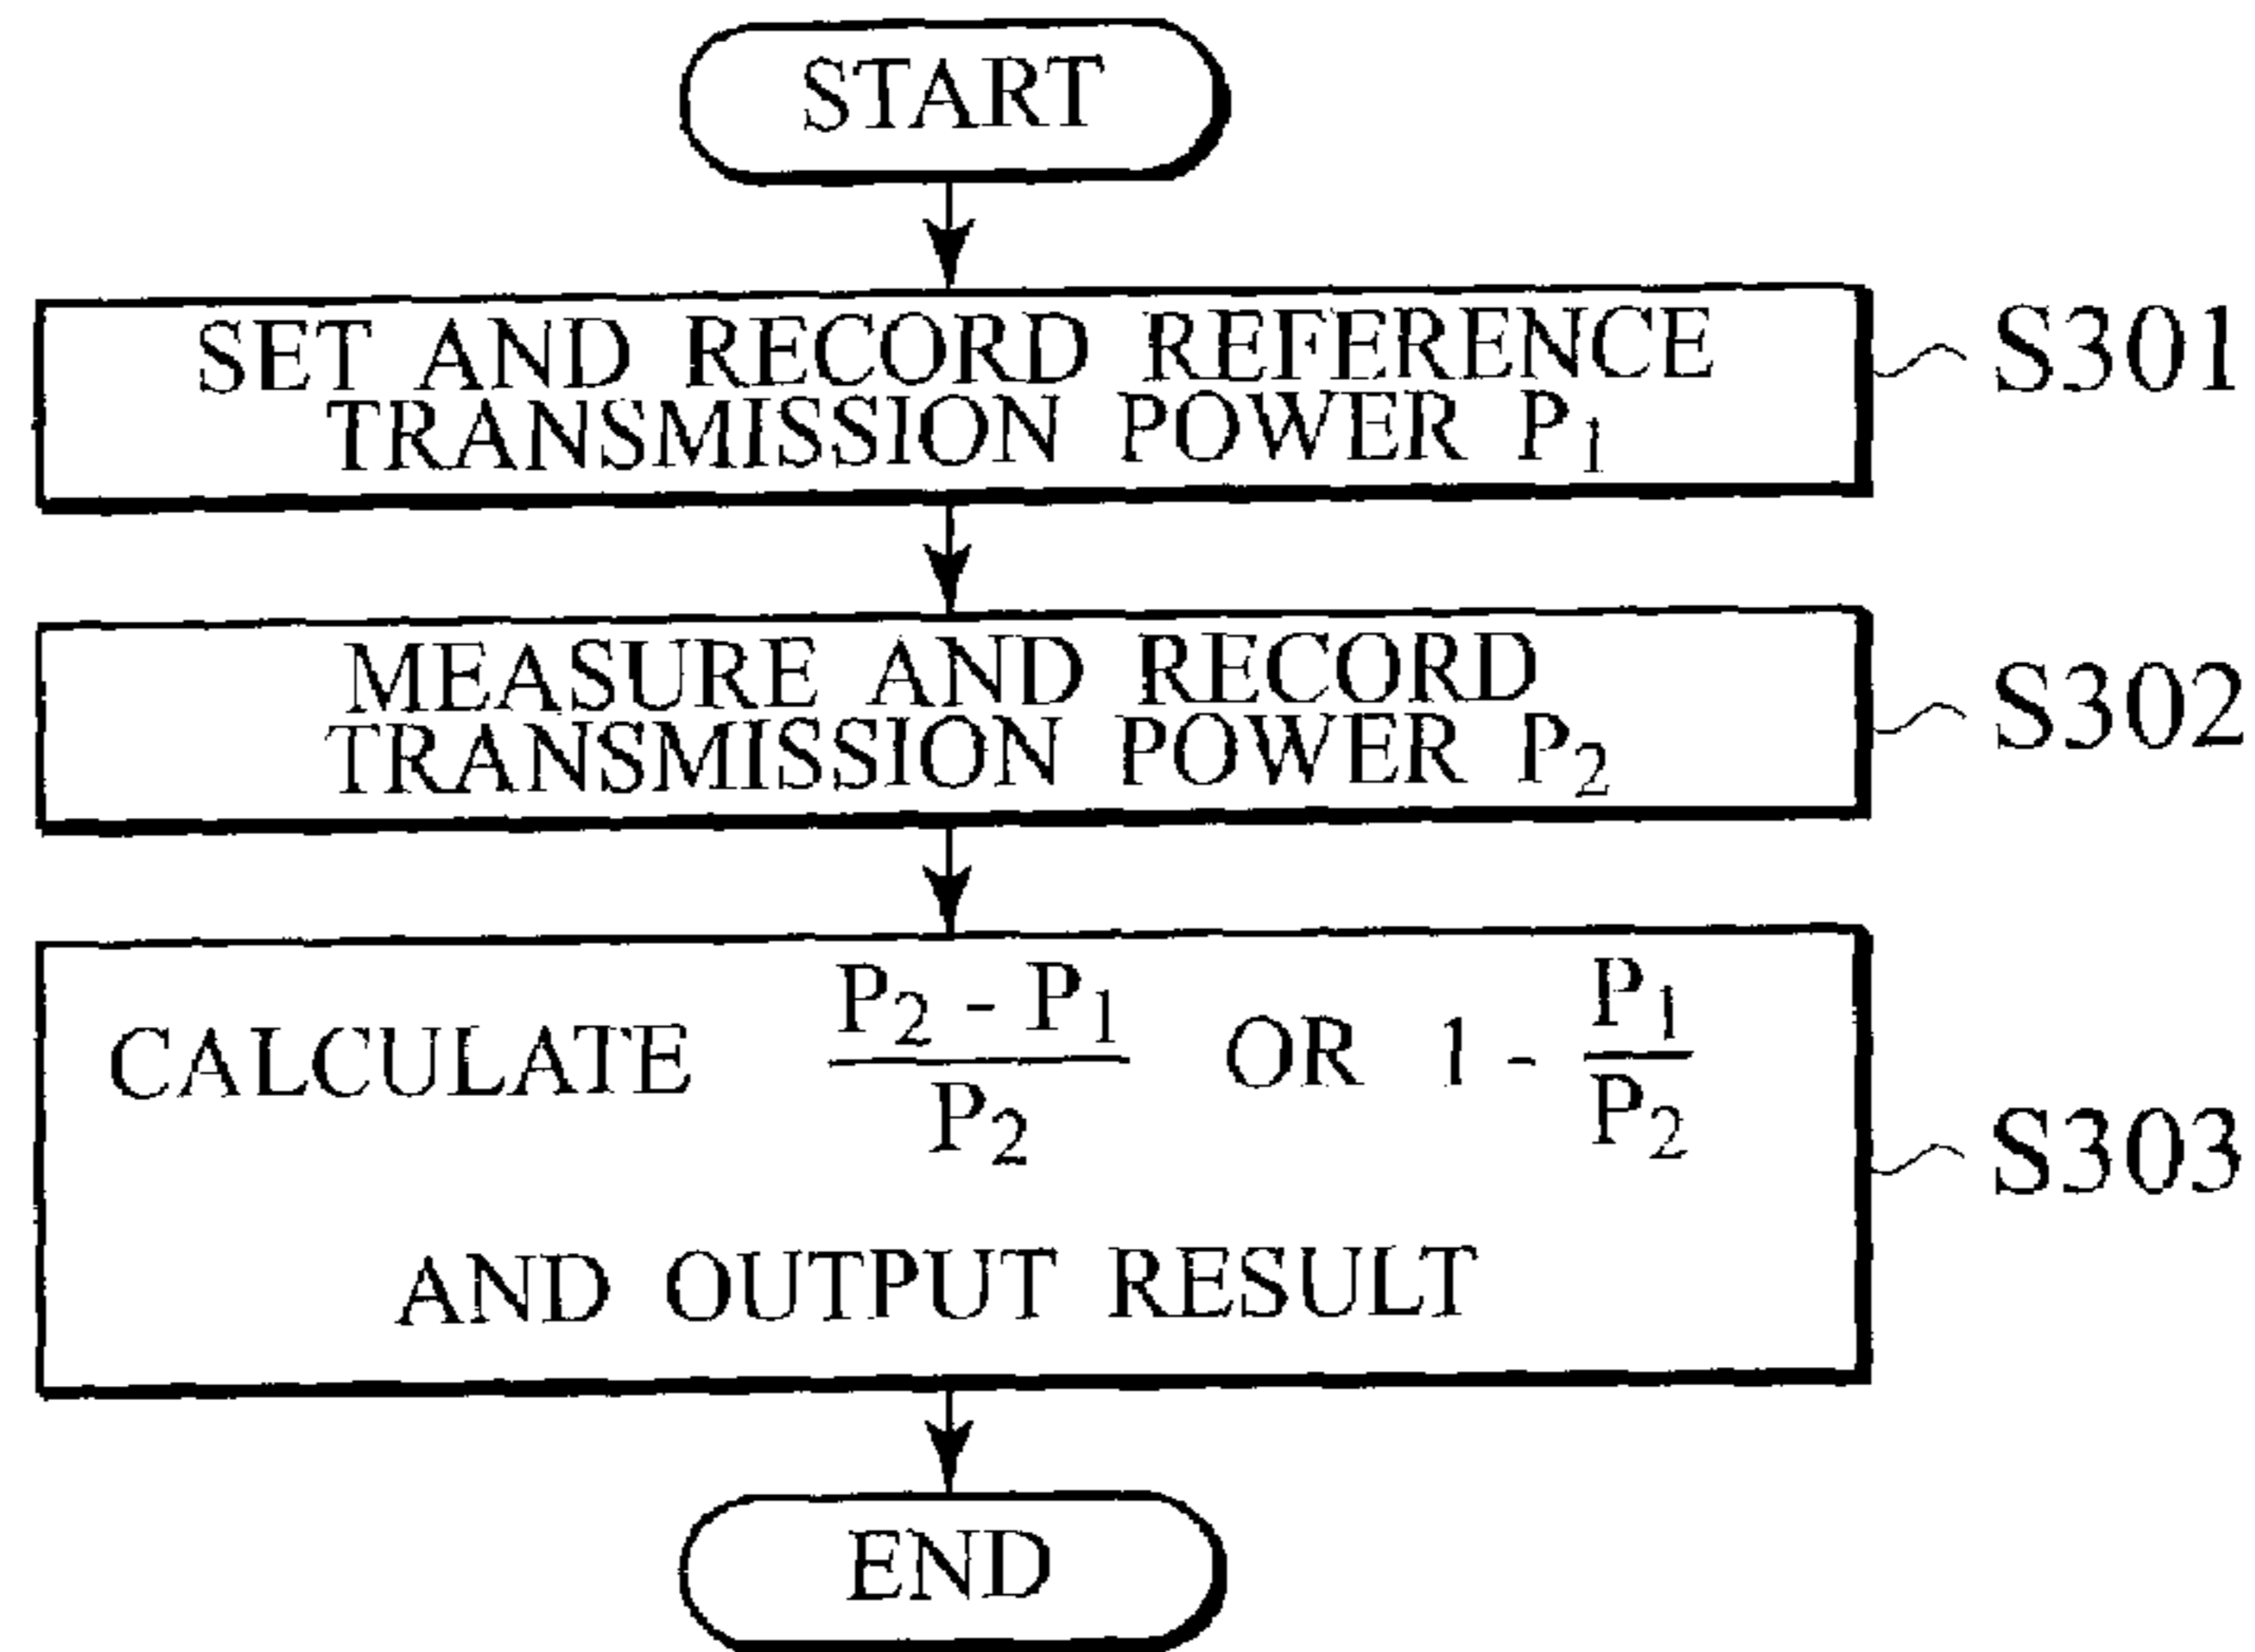 START
SET AND RECORD REFERENCE
TRANSMISSION POWER P₁
S301
MEASURE AND RECORD
TRANSMISSION POWER P₂
S302
CALCULATE (P₂ - P₁)/P₂ OR 1 - P₁/P₂
AND OUTPUT RESULT
S303
END